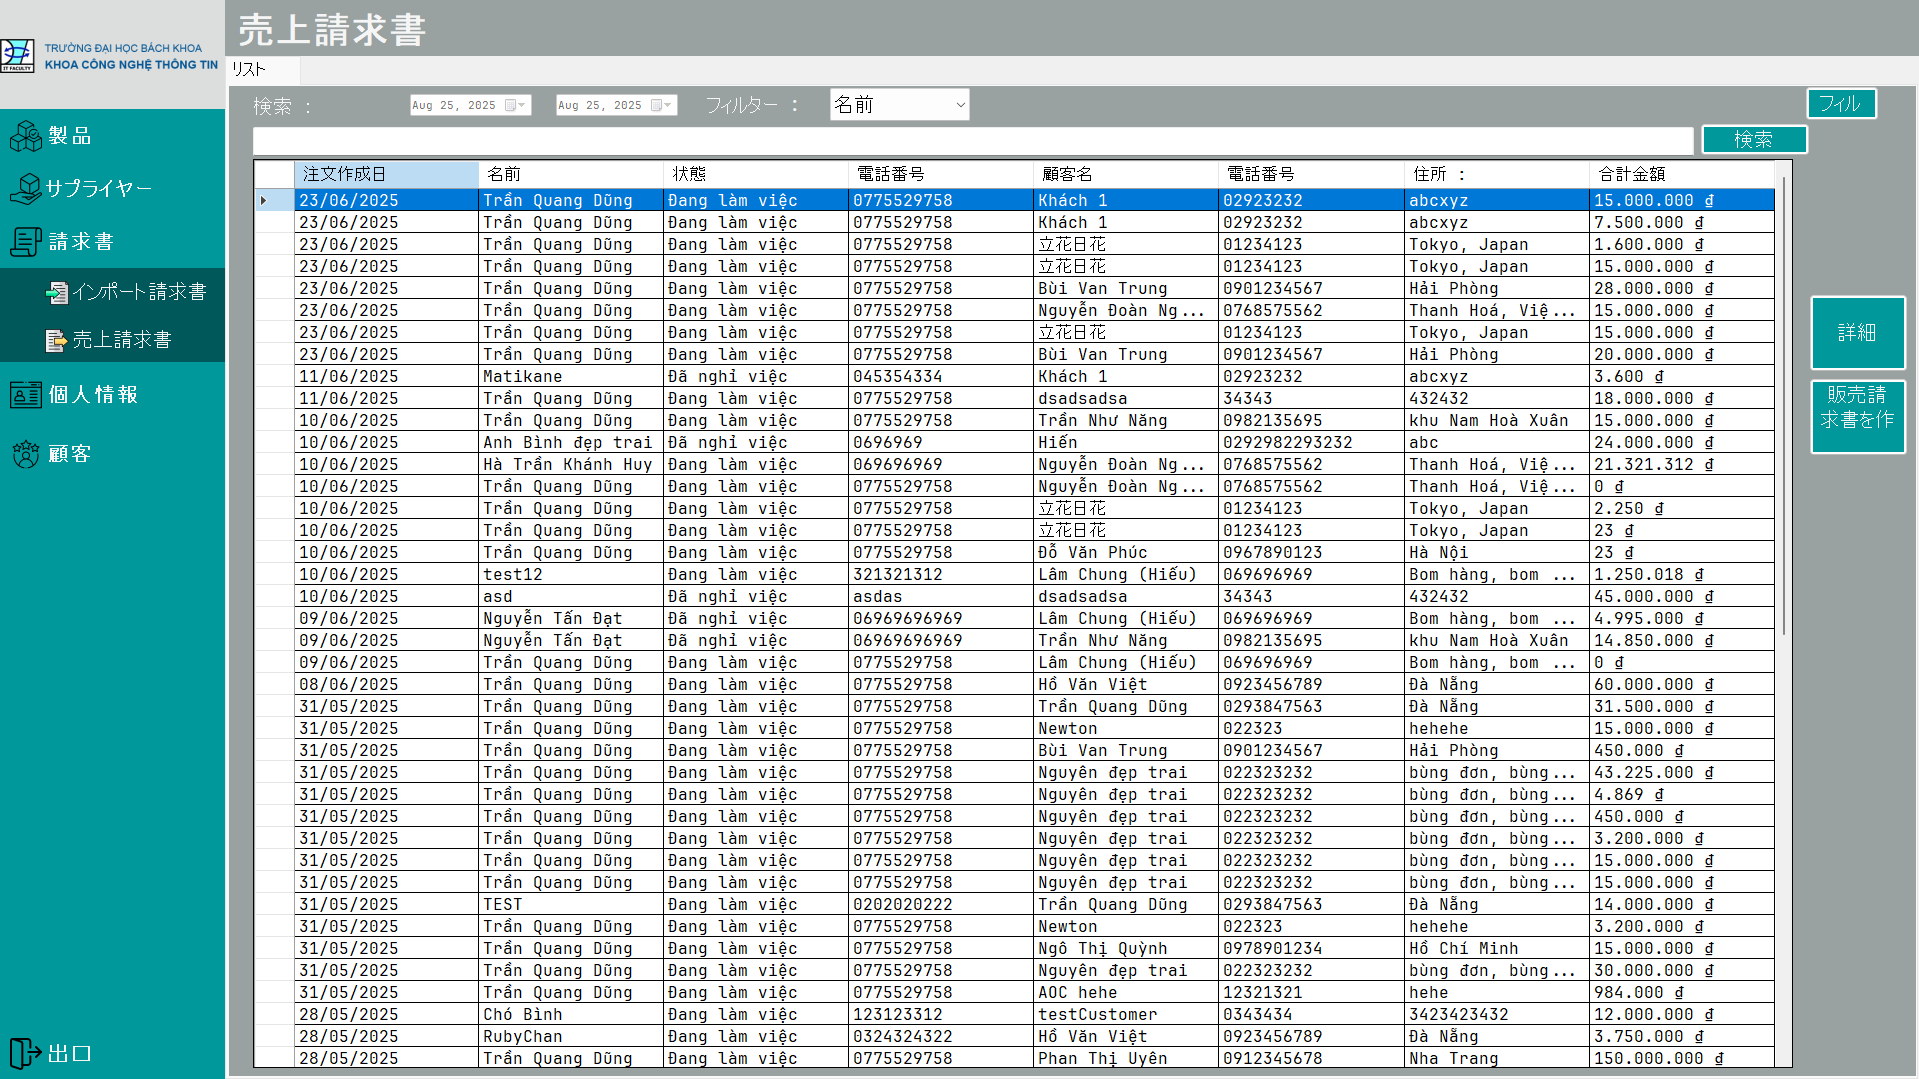 TRƯỜNG ĐẠI HỌC BÁCH KHOA
KHOA CÔNG NGHỆ THÔNG TIN
IT FACULTY
製品
サプライヤー
請求書
インポート請求書
売上請求書
個人情報
顧客
出口
売上請求書
リスト
検索 : Aug 25, 2025 Aug 25, 2025 フィルター : 名前 フィル
検索
注文作成日 名前 状態 電話番号 顧客名 電話番号 住所 : 合計金額
23/06/2025 Trần Quang Dũng Đang làm việc 0775529758 Khách 1 02923232 abcxyz 15.000.000 ₫
23/06/2025 Trần Quang Dũng Đang làm việc 0775529758 Khách 1 02923232 abcxyz 7.500.000 ₫
23/06/2025 Trần Quang Dũng Đang làm việc 0775529758 立花日花 01234123 Tokyo, Japan 1.600.000 ₫
23/06/2025 Trần Quang Dũng Đang làm việc 0775529758 立花日花 01234123 Tokyo, Japan 15.000.000 ₫
23/06/2025 Trần Quang Dũng Đang làm việc 0775529758 Bùi Van Trung 0901234567 Hải Phòng 28.000.000 ₫
23/06/2025 Trần Quang Dũng Đang làm việc 0775529758 Nguyễn Đoàn Ng... 0768575562 Thanh Hoá, Việ... 15.000.000 ₫
23/06/2025 Trần Quang Dũng Đang làm việc 0775529758 立花日花 01234123 Tokyo, Japan 15.000.000 ₫
23/06/2025 Trần Quang Dũng Đang làm việc 0775529758 Bùi Van Trung 0901234567 Hải Phòng 20.000.000 ₫
11/06/2025 Matikane Đã nghỉ việc 045354334 Khách 1 02923232 abcxyz 3.600 ₫
11/06/2025 Trần Quang Dũng Đang làm việc 0775529758 dsadsadsa 34343 432432 18.000.000 ₫
10/06/2025 Trần Quang Dũng Đang làm việc 0775529758 Trần Như Năng 0982135695 khu Nam Hoà Xuân 15.000.000 ₫
10/06/2025 Anh Bình đẹp trai Đã nghỉ việc 0696969 Hiến 0292982293232 abc 24.000.000 ₫
10/06/2025 Hà Trần Khánh Huy Đang làm việc 069696969 Nguyễn Đoàn Ng... 0768575562 Thanh Hoá, Việ... 21.321.312 ₫
10/06/2025 Trần Quang Dũng Đang làm việc 0775529758 Nguyễn Đoàn Ng... 0768575562 Thanh Hoá, Việ... 0 ₫
10/06/2025 Trần Quang Dũng Đang làm việc 0775529758 立花日花 01234123 Tokyo, Japan 2.250 ₫
10/06/2025 Trần Quang Dũng Đang làm việc 0775529758 立花日花 01234123 Tokyo, Japan 23 ₫
10/06/2025 Trần Quang Dũng Đang làm việc 0775529758 Đỗ Văn Phúc 0967890123 Hà Nội 23 ₫
10/06/2025 test12 Đang làm việc 321321312 Lâm Chung (Hiếu) 069696969 Bom hàng, bom ... 1.250.018 ₫
10/06/2025 asd Đã nghỉ việc asdas dsadsadsa 34343 432432 45.000.000 ₫
09/06/2025 Nguyễn Tấn Đạt Đã nghỉ việc 06969696969 Lâm Chung (Hiếu) 069696969 Bom hàng, bom ... 4.995.000 ₫
09/06/2025 Nguyễn Tấn Đạt Đã nghỉ việc 06969696969 Trần Như Năng 0982135695 khu Nam Hoà Xuân 14.850.000 ₫
09/06/2025 Trần Quang Dũng Đang làm việc 0775529758 Lâm Chung (Hiếu) 069696969 Bom hàng, bom ... 0 ₫
08/06/2025 Trần Quang Dũng Đang làm việc 0775529758 Hồ Văn Việt 0923456789 Đà Nẵng 60.000.000 ₫
31/05/2025 Trần Quang Dũng Đang làm việc 0775529758 Trần Quang Dũng 0293847563 Đà Nẵng 31.500.000 ₫
31/05/2025 Trần Quang Dũng Đang làm việc 0775529758 Newton 022323 hehehe 15.000.000 ₫
31/05/2025 Trần Quang Dũng Đang làm việc 0775529758 Bùi Van Trung 0901234567 Hải Phòng 450.000 ₫
31/05/2025 Trần Quang Dũng Đang làm việc 0775529758 Nguyên đẹp trai 022323232 bùng đơn, bùng... 43.225.000 ₫
31/05/2025 Trần Quang Dũng Đang làm việc 0775529758 Nguyên đẹp trai 022323232 bùng đơn, bùng... 4.869 ₫
31/05/2025 Trần Quang Dũng Đang làm việc 0775529758 Nguyên đẹp trai 022323232 bùng đơn, bùng... 450.000 ₫
31/05/2025 Trần Quang Dũng Đang làm việc 0775529758 Nguyên đẹp trai 022323232 bùng đơn, bùng... 3.200.000 ₫
31/05/2025 Trần Quang Dũng Đang làm việc 0775529758 Nguyên đẹp trai 022323232 bùng đơn, bùng... 15.000.000 ₫
31/05/2025 Trần Quang Dũng Đang làm việc 0775529758 Nguyên đẹp trai 022323232 bùng đơn, bùng... 15.000.000 ₫
31/05/2025 TEST Đang làm việc 0202020222 Trần Quang Dũng 0293847563 Đà Nẵng 14.000.000 ₫
31/05/2025 Trần Quang Dũng Đang làm việc 0775529758 Newton 022323 hehehe 3.200.000 ₫
31/05/2025 Trần Quang Dũng Đang làm việc 0775529758 Ngô Thị Quỳnh 0978901234 Hồ Chí Minh 15.000.000 ₫
31/05/2025 Trần Quang Dũng Đang làm việc 0775529758 Nguyên đẹp trai 022323232 bùng đơn, bùng... 30.000.000 ₫
31/05/2025 Trần Quang Dũng Đang làm việc 0775529758 AOC hehe 12321321 hehe 984.000 ₫
28/05/2025 Chó Bình Đang làm việc 123123312 testCustomer 0343434 3423423432 12.000.000 ₫
28/05/2025 RubyChan Đang làm việc 0324324322 Hồ Văn Việt 0923456789 Đà Nẵng 3.750.000 ₫
28/05/2025 Trần Quang Dũng Đang làm việc 0775529758 Phan Thị Uyên 0912345678 Nha Trang 150.000.000 ₫
詳細
販売請
求書を作